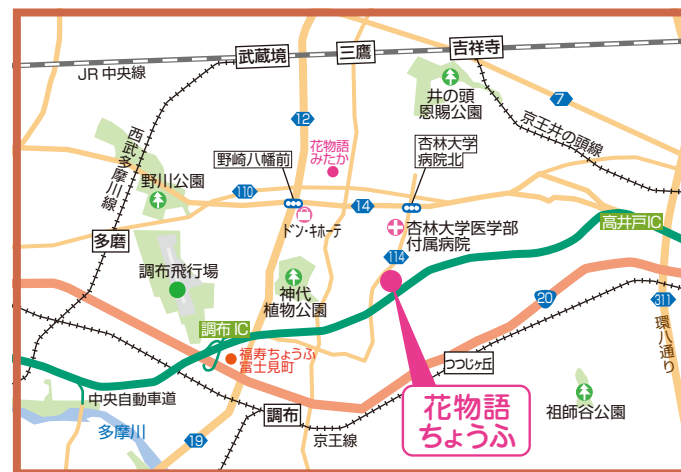 武蔵境
三鷹
吉祥寺
JR 中央線
井の頭
恩賜公園
7
12
京王井の頭線
西武多摩川線
花物語
みたか
野崎八幡前
杏林大学
病院北
野川公園
110
14
ドン・キホーテ
杏林大学医学部
付属病院
高井戸IC
多磨
114
調布飛行場
神代
植物公園
20
311
環八通り
調布 IC
福寿ちょうふ
富士見町
つつじヶ丘
中央自動車道
調布
花物語
ちょうふ
祖師谷公園
多摩川
19
京王線